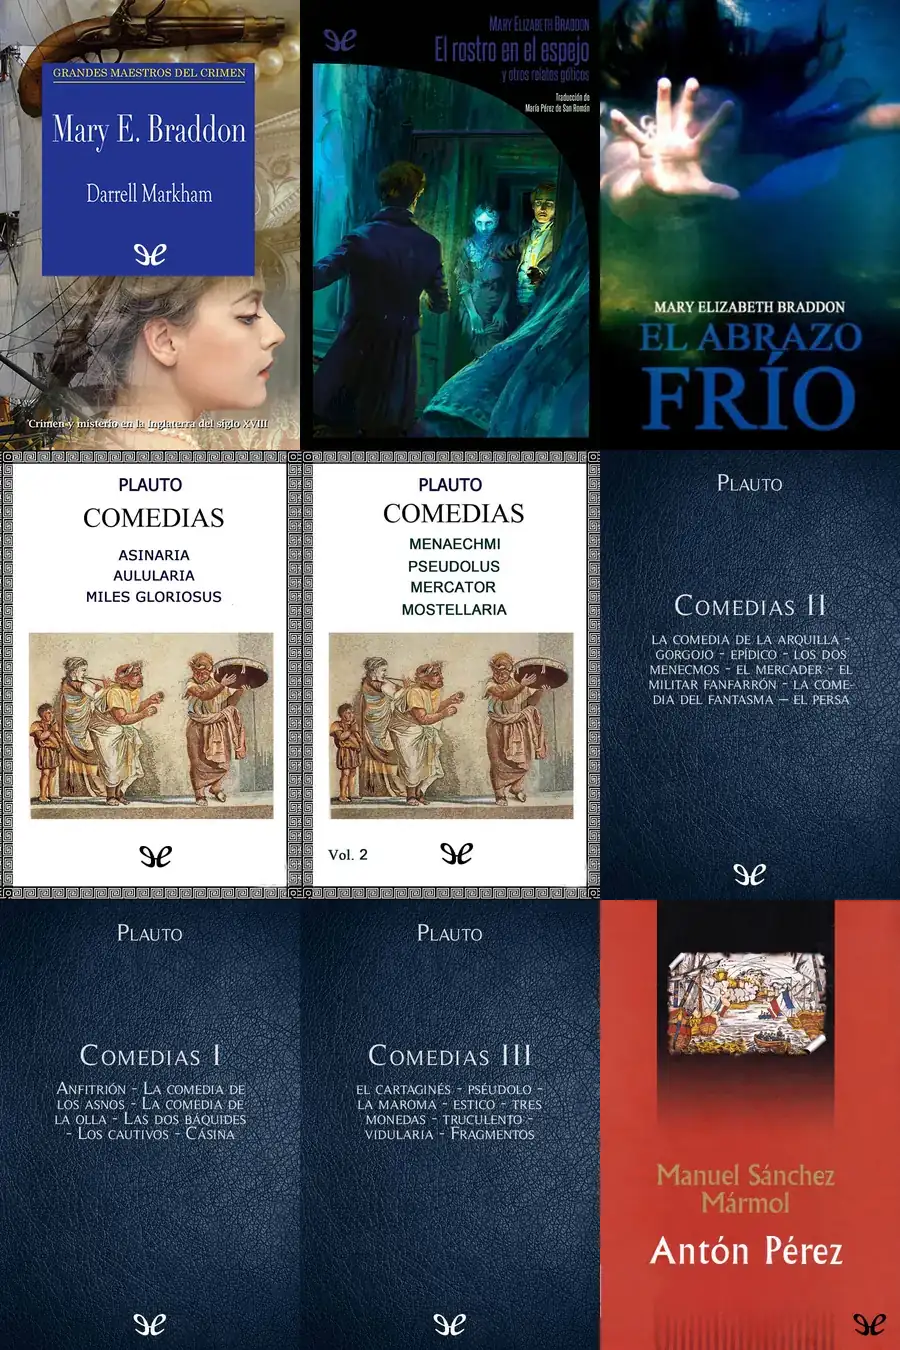 GRANDES MAESTROS DEL CRIMEN
Mary E. Braddon
Darrell Markham
Crimen y misterio en la Inglaterra del siglo XVIII
MARY ELIZABETH BRADDON
El rostro en el espejo
y otros relatos góticos
Traducción de
María Pérez de San Román
MARY ELIZABETH BRADDON
EL ABRAZO
FRÍO
PLAUTO
COMEDIAS
ASINARIA
AULULARIA
MILES GLORIOSUS
PLAUTO
COMEDIAS
MENAECHMI
PSEUDOLUS
MERCATOR
MOSTELLARIA
Vol. 2
PLAUTO
COMEDIAS II
LA COMEDIA DE LA ARQUILLA -
GORGOJO - EPÍDICO - LOS DOS
MENECMOS - EL MERCADER - EL
MILITAR FANFARRÓN - LA COME-
DIA DEL FANTASMA – EL PERSA
PLAUTO
COMEDIAS I
ANFITRIÓN - LA COMEDIA DE
LOS ASNOS - LA COMEDIA DE
LA OLLA - LAS DOS BÁQUIDES
- LOS CAUTIVOS - CÁSINA
PLAUTO
COMEDIAS III
EL CARTAGINÉS - PSÉUDOLO -
LA MAROMA - ESTICO - TRES
MONEDAS - TRUCULENTO -
VIDULARIA - FRAGMENTOS
Manuel Sánchez
Mármol
Antón Pérez